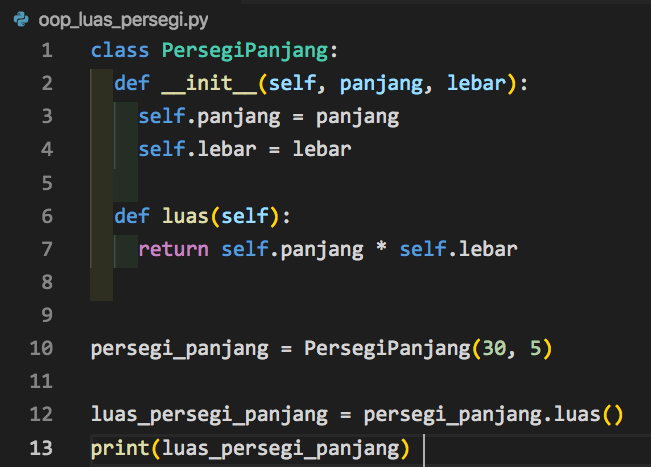 oop_luas_persegi.py
1 class PersegiPanjang:
2   def __init__(self, panjang, lebar):
3     self.panjang = panjang
4     self.lebar = lebar
5
6   def luas(self):
7     return self.panjang * self.lebar
8
9
10 persegi_panjang = PersegiPanjang(30, 5)
11
12 luas_persegi_panjang = persegi_panjang.luas()
13 print(luas_persegi_panjang)